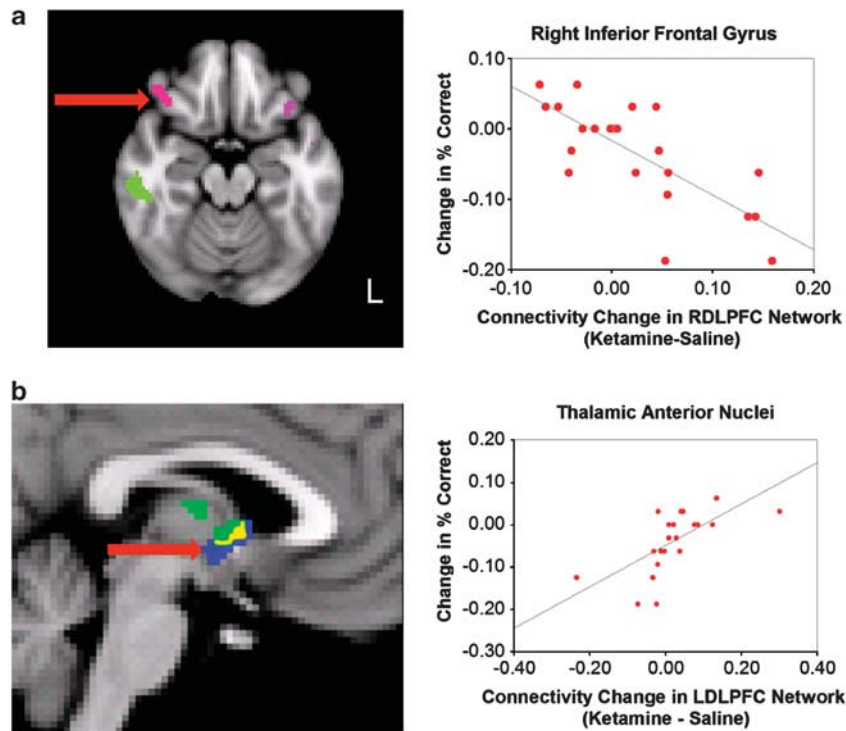 a
L
Right Inferior Frontal Gyrus
Change in % Correct
0.10
0.00
-0.10
-0.20
-0.10
0.00
0.10
0.20
Connectivity Change in RDLPFC Network
(Ketamine-Saline)
b
Thalamic Anterior Nuclei
Change in % Correct
0.20
0.10
0.00
-0.10
-0.20
-0.30
-0.40
-0.20
0.00
0.20
0.40
Connectivity Change in LDLPFC Network
(Ketamine - Saline)